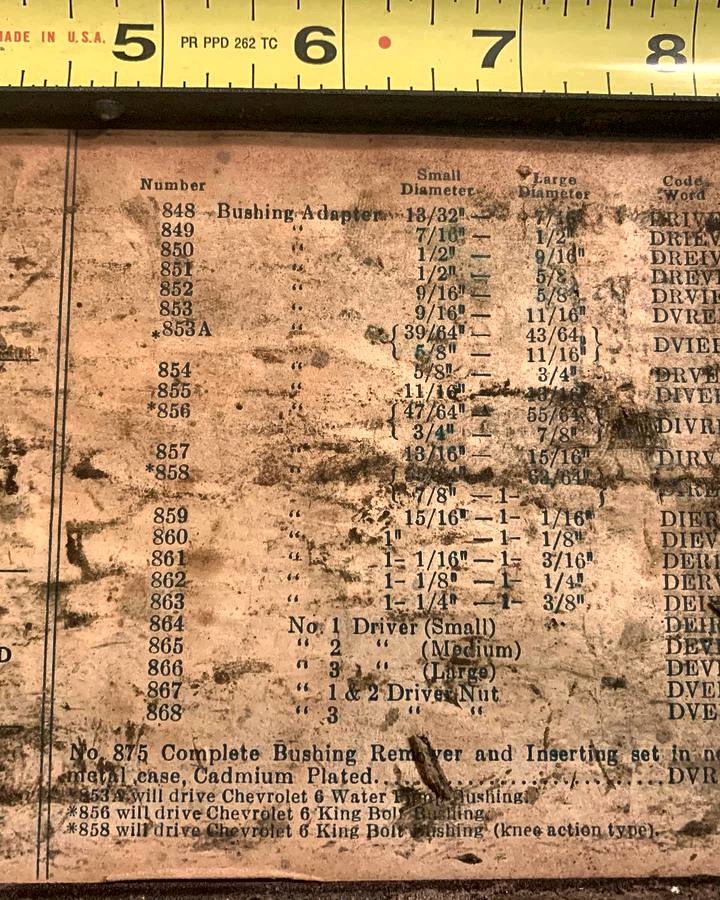 MADE IN U.S.A. 5 PR PPD 262 TC 6 7 8
Number Small Diameter Large Diameter Code Word
848 Bushing Adapter 13/32" — 7/16"
849 “ 7/16" — 1/2"
850 “ 1/2" — 9/16"
851 “ 1/2" — 5/8"
852 “ 9/16" — 5/8"
853 “ 9/16" — 11/16"
*853A “ { 39/64" — 43/64" }
5/8" — 11/16"
854 “ 5/8" — 3/4"
855 “ 11/16" —
*856 “ { 47/64" — 55/64" }
3/4" — 7/8"
857 “ 13/16" — 15/16"
*858 “
{ 7/8" — 1- }
859 “ 15/16" — 1- 1/16"
860 “ 1" — 1- 1/8"
861 “ 1- 1/16" — 1- 3/16"
862 “ 1- 1/8" — 1- 1/4"
863 “ 1- 1/4" — 1- 3/8"
864 No. 1 Driver (Small)
865 “ 2 “ (Medium)
866 “ 3 “ (Large)
867 “ 1 & 2 Driver Nut
868 “ 3 “ “
No. 875 Complete Bushing Remover and Inserting set in
metal case, Cadmium Plated
*853A will drive Chevrolet 6 Water Pump Bushing.
*856 will drive Chevrolet 6 King Bolt Bushing.
*858 will drive Chevrolet 6 King Bolt Bushing (knee action type).